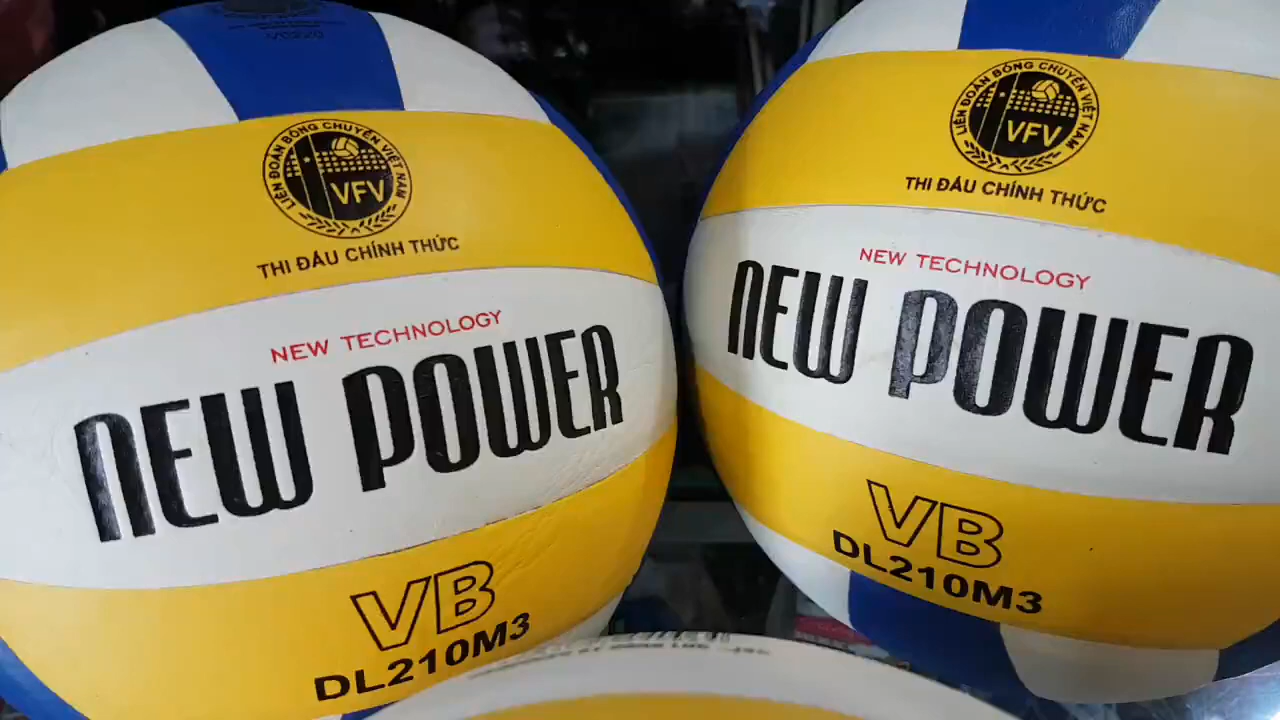 LIÊN ĐOÀN BÓNG CHUYỀN VIỆT NAM
VFV
THI ĐẤU CHÍNH THỨC
NEW TECHNOLOGY
NEW POWER
VB
DL210M3
LIÊN ĐOÀN BÓNG CHUYỀN VIỆT NAM
VFV
THI ĐẤU CHÍNH THỨC
NEW TECHNOLOGY
NEW POWER
VB
DL210M3